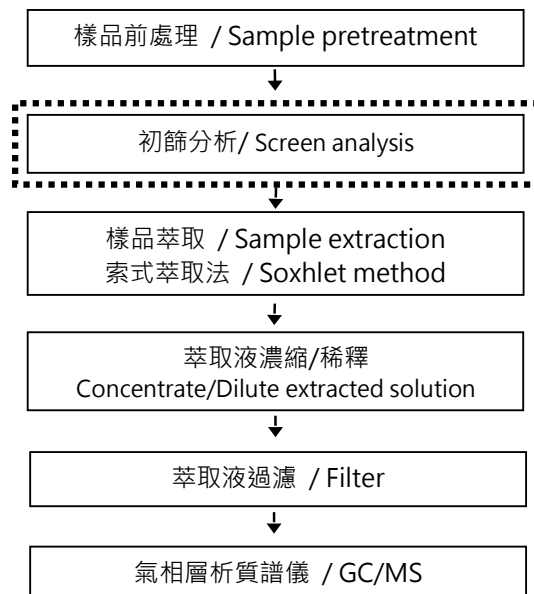 樣品前處理 / Sample pretreatment
初篩分析/ Screen analysis
樣品萃取 / Sample extraction
索式萃取法 / Soxhlet method
萃取液濃縮/稀釋
Concentrate/Dilute extracted solution
萃取液過濾 / Filter
氣相層析質譜儀 / GC/MS